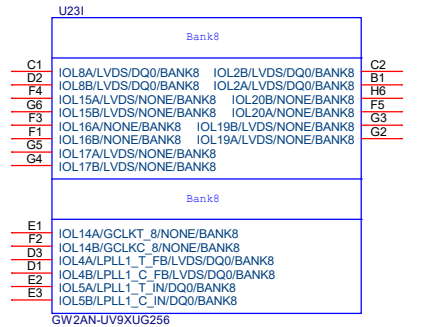 U23I
Bank8
C1 IOL8A/LVDS/DQ0/BANK8 IOL2B/LVDS/DQ0/BANK8 C2
D2 IOL8B/LVDS/DQ0/BANK8 IOL2A/LVDS/DQ0/BANK8 B1
F4 IOL15A/LVDS/NONE/BANK8 IOL20B/NONE/BANK8 H6
G6 IOL15B/LVDS/NONE/BANK8 IOL20A/NONE/BANK8 F5
F3 IOL16A/NONE/BANK8 IOL19B/LVDS/NONE/BANK8 G3
F1 IOL16B/NONE/BANK8 IOL19A/LVDS/NONE/BANK8 G2
G5 IOL17A/LVDS/NONE/BANK8
G4 IOL17B/LVDS/NONE/BANK8
Bank8
E1 IOL14A/GCLKT_8/NONE/BANK8
F2 IOL14B/GCLKC_8/NONE/BANK8
D3 IOL4A/LPLL1_T_FB/LVDS/DQ0/BANK8
D1 IOL4B/LPLL1_C_FB/LVDS/DQ0/BANK8
E2 IOL5A/LPLL1_T_IN/DQ0/BANK8
E3 IOL5B/LPLL1_C_IN/DQ0/BANK8
GW2AN-UV9XUG256